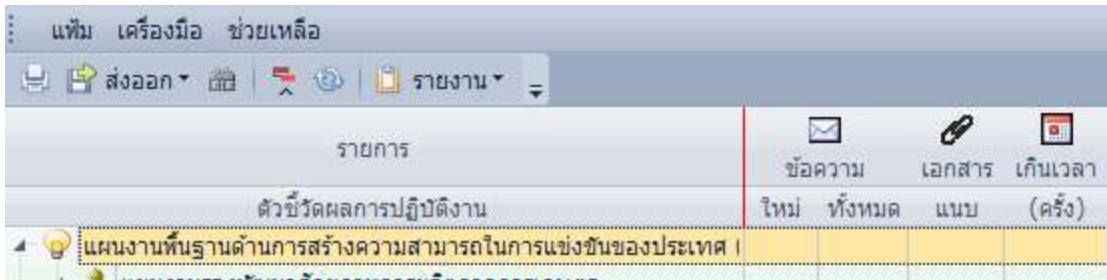 แฟ้ม เครื่องมือ ช่วยเหลือ
ส่งออก รายงาน
รายการ
ข้อความ เอกสาร เกินเวลา
ตัวชี้วัดผลการปฏิบัติงาน ใหม่ ทั้งหมด แนบ (ครั้ง)
แผนงานพื้นฐานด้านการสร้างความสามารถในการแข่งขันของประเทศ (